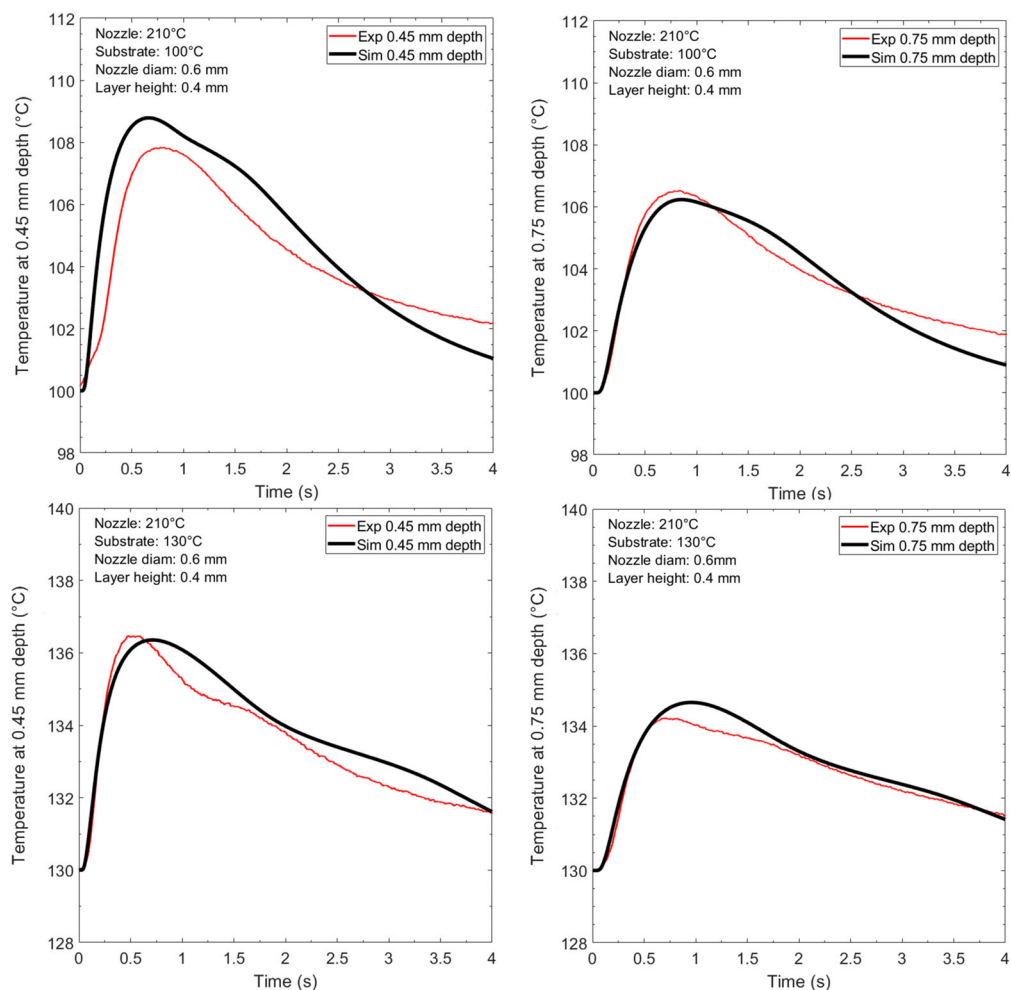 112
110
108
106
104
102
100
98
Temperature at 0.45 mm depth (°C)
Nozzle: 210°C
Substrate: 100°C
Nozzle diam: 0.6 mm
Layer height: 0.4 mm
Exp 0.45 mm depth
Sim 0.45 mm depth
0 0.5 1 1.5 2 2.5 3 3.5 4
Time (s)
112
110
108
106
104
102
100
98
Temperature at 0.75 mm depth (°C)
Nozzle: 210°C
Substrate: 100°C
Nozzle diam: 0.6 mm
Layer height: 0.4 mm
Exp 0.75 mm depth
Sim 0.75 mm depth
0 0.5 1 1.5 2 2.5 3 3.5 4
Time (s)
140
138
136
134
132
130
128
Temperature at 0.45 mm depth (°C)
Nozzle: 210°C
Substrate: 130°C
Nozzle diam: 0.6 mm
Layer height: 0.4 mm
Exp 0.45 mm depth
Sim 0.45 mm depth
0 0.5 1 1.5 2 2.5 3 3.5 4
Time (s)
140
138
136
134
132
130
128
Temperature at 0.75 mm depth (°C)
Nozzle: 210°C
Substrate: 130°C
Nozzle diam: 0.6mm
Layer height: 0.4 mm
Exp 0.75 mm depth
Sim 0.75 mm depth
0 0.5 1 1.5 2 2.5 3 3.5 4
Time (s)